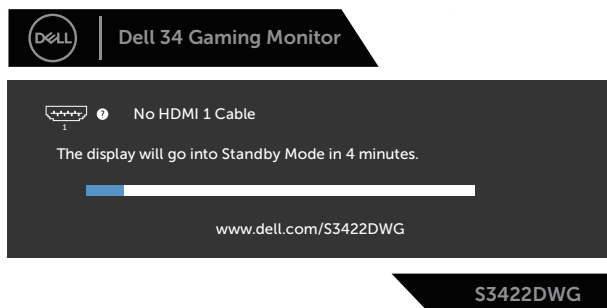 DELL
Dell 34 Gaming Monitor
? No HDMI 1 Cable
1
The display will go into Standby Mode in 4 minutes.
www.dell.com/S3422DWG
S3422DWG